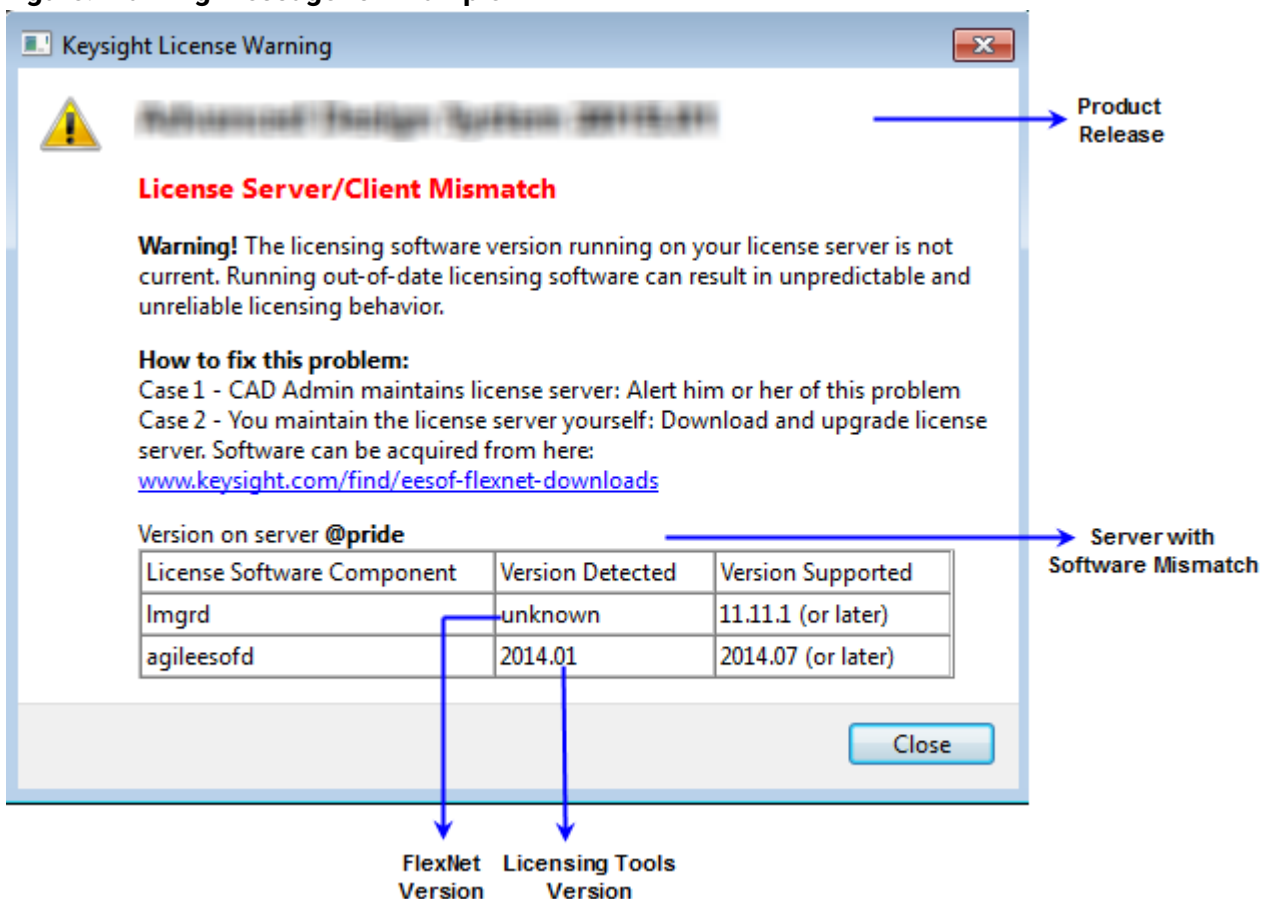 Keysight License Warning
Product
Release
License Server/Client Mismatch
Warning! The licensing software version running on your license server is not
current. Running out-of-date licensing software can result in unpredictable and
unreliable licensing behavior.
How to fix this problem:
Case 1 - CAD Admin maintains license server: Alert him or her of this problem
Case 2 - You maintain the license server yourself: Download and upgrade license
server. Software can be acquired from here:
www.keysight.com/find/eesof-flexnet-downloads
Version on server @pride
Server with
Software Mismatch
License Software Component Version Detected Version Supported
lmgrd unknown 11.11.1 (or later)
agileesofd 2014.01 2014.07 (or later)
Close
FlexNet
Version
Licensing Tools
Version